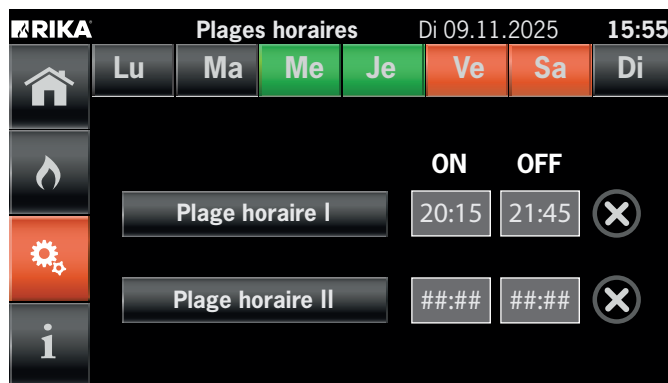 RIKA Plages horaires Di 09.11.2025 15:55
Lu Ma Me Je Ve Sa Di
ON OFF
Plage horaire I 20:15 21:45
Plage horaire II ##:## ##:##
i